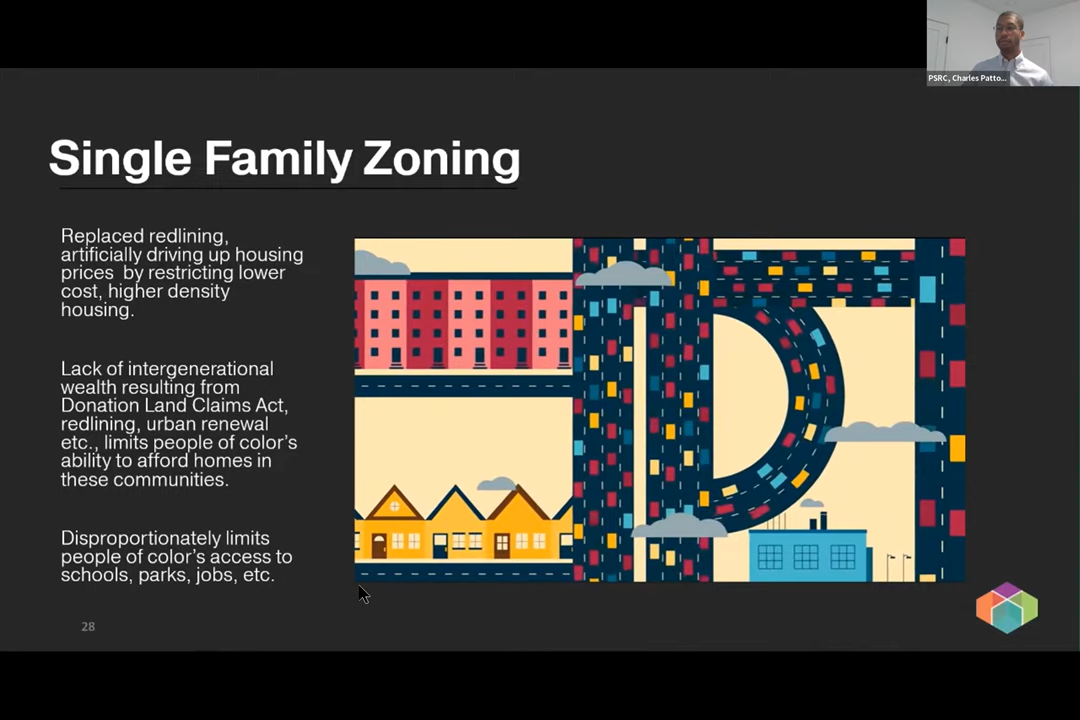 PSRC, Charles Patto...
Single Family Zoning
Replaced redlining,
artificially driving up housing
prices by restricting lower
cost, higher density
housing.
Lack of intergenerational
wealth resulting from
Donation Land Claims Act,
redlining, urban renewal
etc., limits people of color’s
ability to afford homes in
these communities.
Disproportionately limits
people of color’s access to
schools, parks, jobs, etc.
28